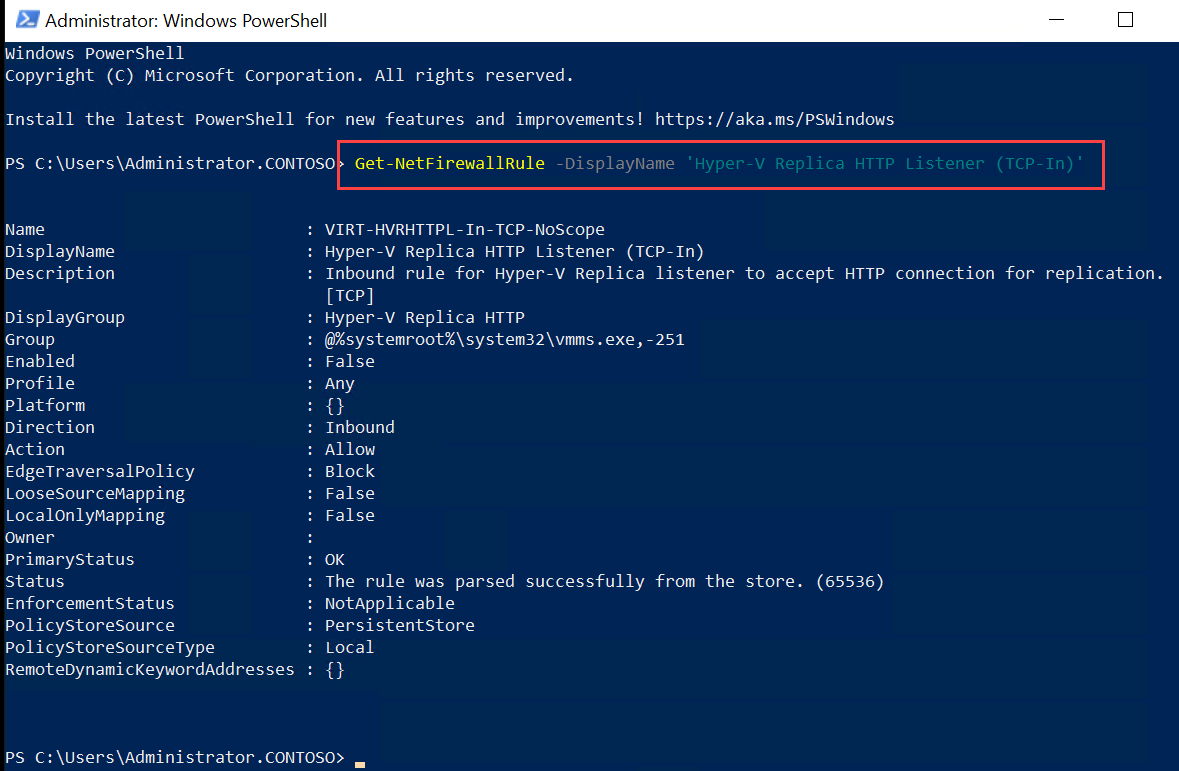 Administrator: Windows PowerShell
Windows PowerShell
Copyright (C) Microsoft Corporation. All rights reserved.
Install the latest PowerShell for new features and improvements! https://aka.ms/PSWindows
PS C:\Users\Administrator.CONTOSO> Get-NetFirewallRule -DisplayName 'Hyper-V Replica HTTP Listener (TCP-In)'
Name                          : VIRT-HVRHTTPL-In-TCP-NoScope
DisplayName                   : Hyper-V Replica HTTP Listener (TCP-In)
Description                   : Inbound rule for Hyper-V Replica listener to accept HTTP connection for replication.
                                [TCP]
DisplayGroup                  : Hyper-V Replica HTTP
Group                         : @%systemroot%\system32\vmms.exe,-251
Enabled                       : False
Profile                       : Any
Platform                      : {}
Direction                     : Inbound
Action                        : Allow
EdgeTraversalPolicy           : Block
LooseSourceMapping            : False
LocalOnlyMapping              : False
Owner                         :
PrimaryStatus                 : OK
Status                        : The rule was parsed successfully from the store. (65536)
EnforcementStatus             : NotApplicable
PolicyStoreSource             : PersistentStore
PolicyStoreSourceType         : Local
RemoteDynamicKeywordAddresses : {}
PS C:\Users\Administrator.CONTOSO>